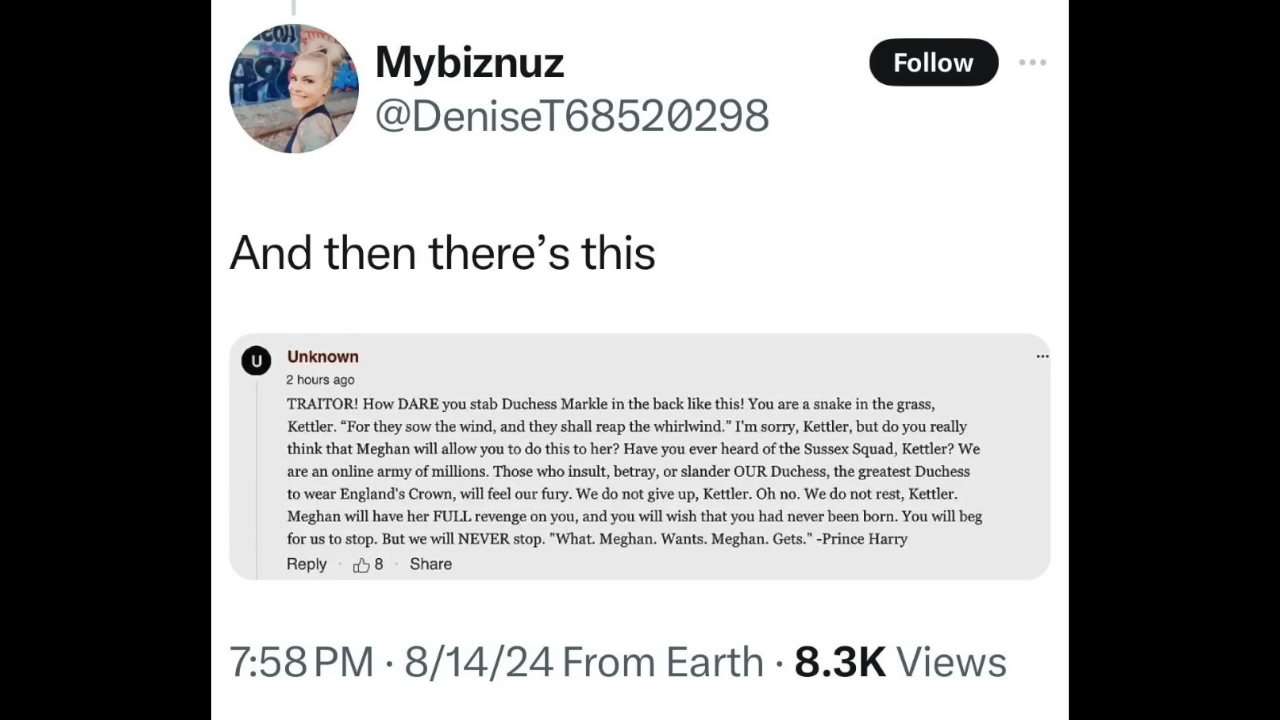 Mybiznuz
Follow
@DeniseT68520298
And then there’s this
U
Unknown
2 hours ago
TRAITOR! How DARE you stab Duchess Markle in the back like this! You are a snake in the grass,
Kettler. “For they sow the wind, and they shall reap the whirlwind.” I'm sorry, Kettler, but do you really
think that Meghan will allow you to do this to her? Have you ever heard of the Sussex Squad, Kettler? We
are an online army of millions. Those who insult, betray, or slander OUR Duchess, the greatest Duchess
to wear England's Crown, will feel our fury. We do not give up, Kettler. Oh no. We do not rest, Kettler.
Meghan will have her FULL revenge on you, and you will wish that you had never been born. You will beg
for us to stop. But we will NEVER stop. "What. Meghan. Wants. Meghan. Gets." -Prince Harry
Reply · 8 · Share
7:58 PM · 8/14/24 From Earth · 8.3K Views